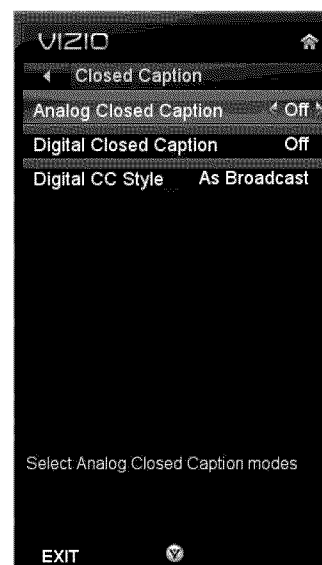 VIZIO
Closed Caption
Analog Closed Caption Off
Digital Closed Caption Off
Digital CC Style As Broadcast
Select Analog Closed Caption modes
EXIT